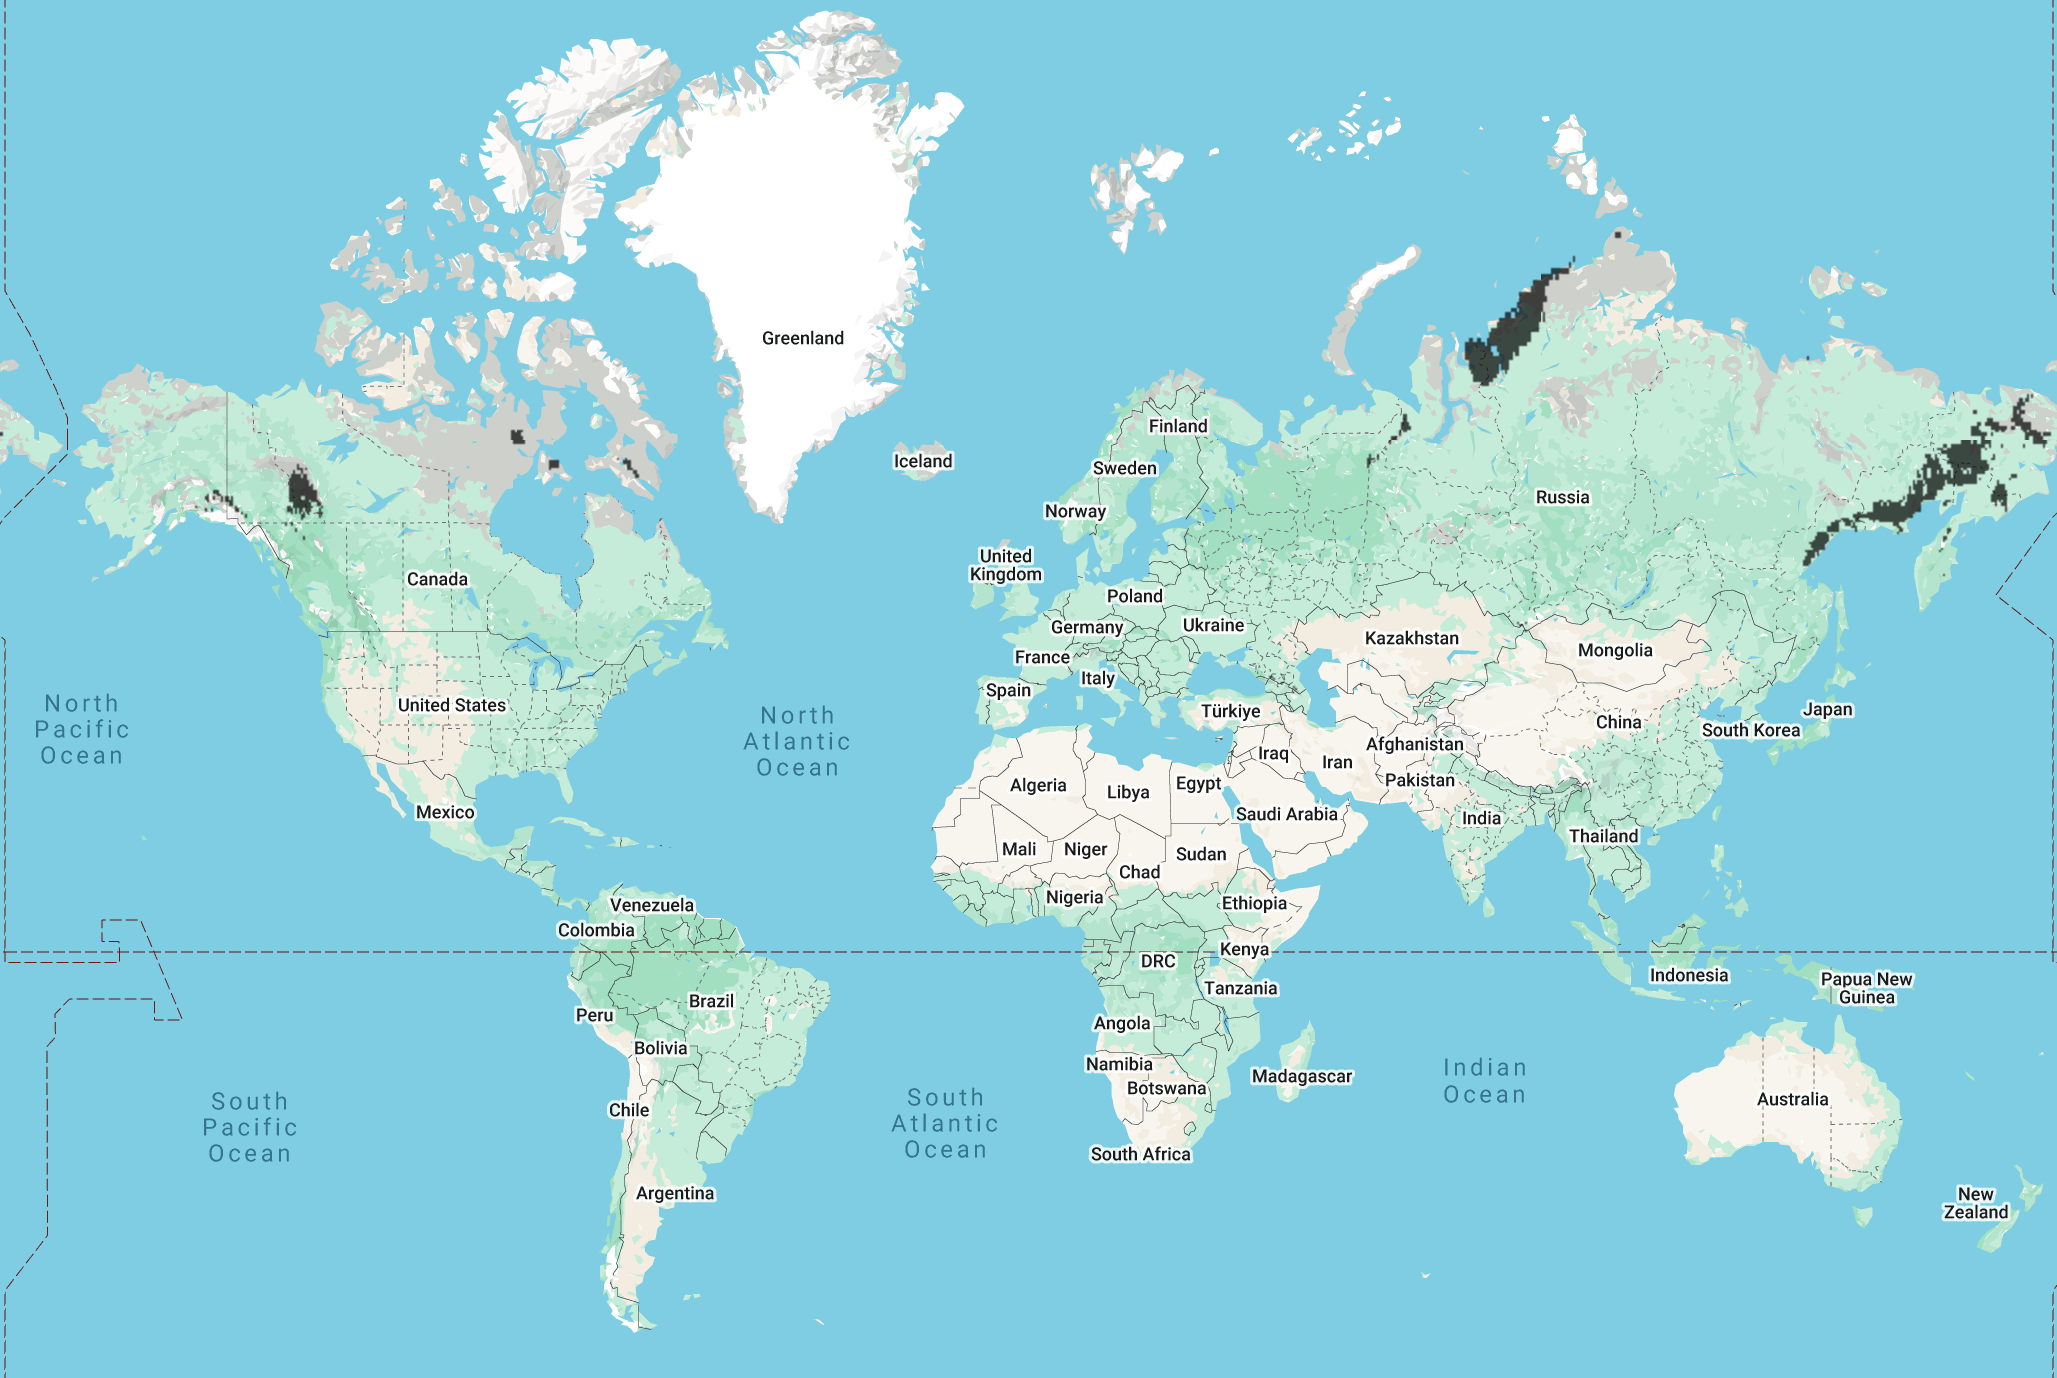 Greenland
Iceland
Finland
Sweden
Norway
Russia
United
Kingdom
Canada
Poland
Germany
Ukraine
Kazakhstan
Mongolia
France
Italy
Spain
United States
Türkiye
China
Japan
South Korea
North
Pacific
Ocean
North
Atlantic
Ocean
Afghanistan
Iraq
Iran
Pakistan
Algeria
Libya
Egypt
Saudi Arabia
India
Mexico
Thailand
Mali
Niger
Sudan
Chad
Nigeria
Ethiopia
Venezuela
Colombia
Kenya
DRC
Indonesia
Papua New
Guinea
Tanzania
Brazil
Peru
Angola
Bolivia
Namibia
Botswana
Madagascar
Indian
Ocean
Australia
Chile
South
Pacific
Ocean
South
Atlantic
Ocean
South Africa
Argentina
New
Zealand